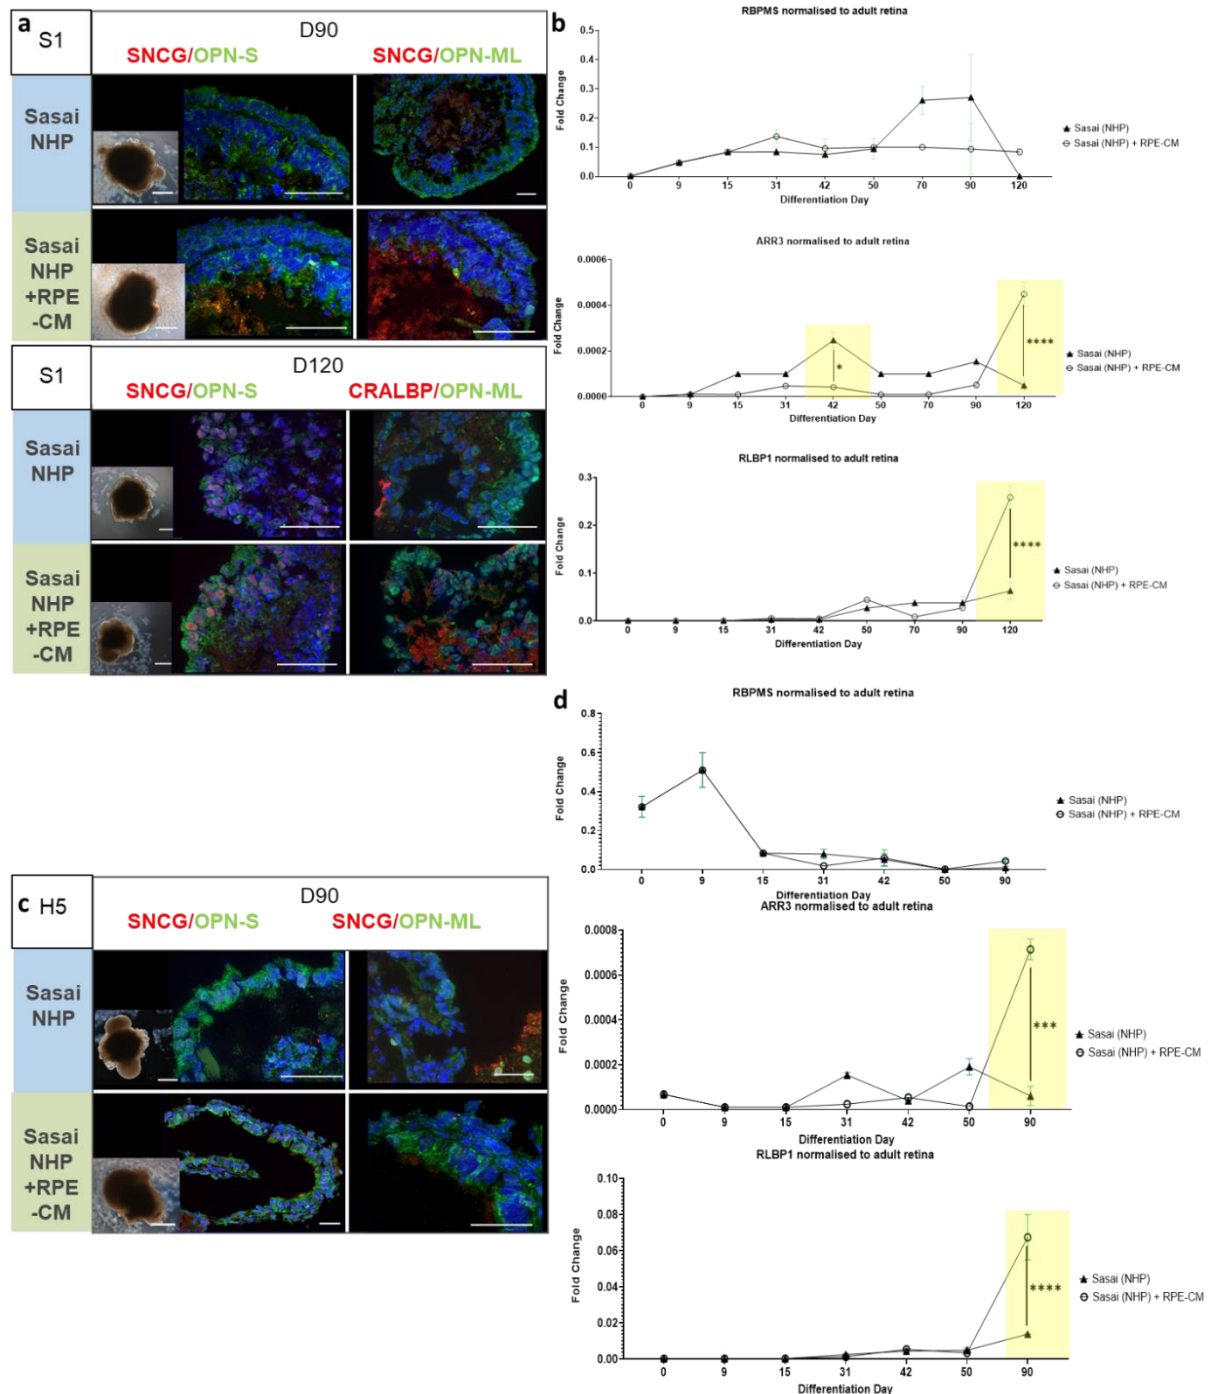 a
S1
D90
SNCG/OPN-S
SNCG/OPN-ML
Sasai
NHP
Sasai
NHP
+RPE
-CM
S1
D120
SNCG/OPN-S
CRALBP/OPN-ML
Sasai
NHP
Sasai
NHP
+RPE
-CM
b
RBPMS normalised to adult retina
Fold Change
0.5
0.4
0.3
0.2
0.1
0.0
0 9 15 31 42 50 70 90 120
Differentiation Day
Sasai (NHP)
Sasai (NHP) + RPE-CM
ARR3 normalised to adult retina
Fold Change
0.0006
0.0004
0.0002
0.0000
*
****
0 9 15 31 42 50 70 90 120
Differentiation Day
Sasai (NHP)
Sasai (NHP) + RPE-CM
RLBP1 normalised to adult retina
Fold Change
0.3
0.2
0.1
0.0
****
0 9 15 31 42 50 70 90 120
Differentiation Day
Sasai (NHP)
Sasai (NHP) + RPE-CM
c
H5
D90
SNCG/OPN-S
SNCG/OPN-ML
Sasai
NHP
Sasai
NHP
+RPE
-CM
d
RBPMS normalised to adult retina
Fold Change
0.8
0.6
0.4
0.2
0.0
0 9 15 31 42 50 90
Differentiation Day
Sasai (NHP)
Sasai (NHP) + RPE-CM
ARR3 normalised to adult retina
Fold Change
0.0008
0.0006
0.0004
0.0002
0.0000
***
0 9 15 31 42 50 90
Differentiation Day
Sasai (NHP)
Sasai (NHP) + RPE-CM
RLBP1 normalised to adult retina
Fold Change
0.10
0.08
0.06
0.04
0.02
0.00
****
0 9 15 31 42 50 90
Differentiation Day
Sasai (NHP)
Sasai (NHP) + RPE-CM